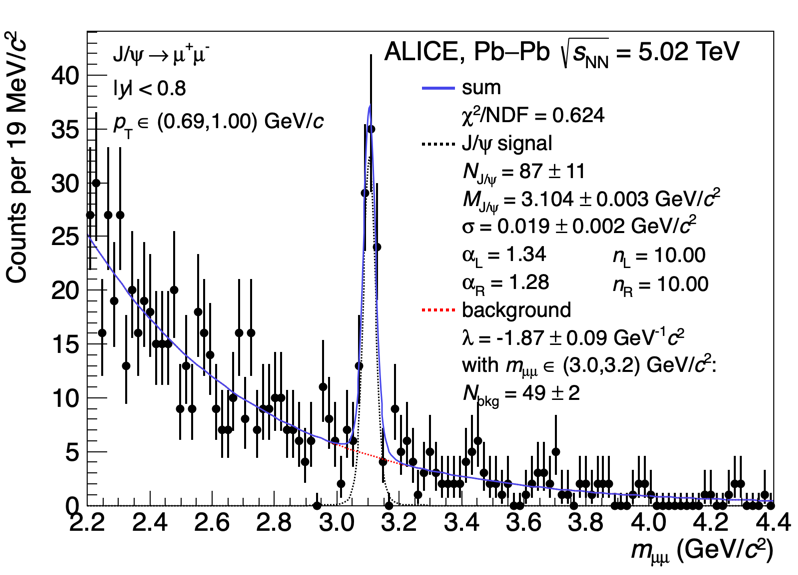 Counts per 19 MeV/c²
40
35
30
25
20
15
10
5
0
J/ψ → μ⁺μ⁻
|y| < 0.8
p_T ∈ (0.69,1.00) GeV/c
ALICE, Pb–Pb √s_NN = 5.02 TeV
sum
χ²/NDF = 0.624
J/ψ signal
N_J/ψ = 87 ± 11
M_J/ψ = 3.104 ± 0.003 GeV/c²
σ = 0.019 ± 0.002 GeV/c²
α_L = 1.34 n_L = 10.00
α_R = 1.28 n_R = 10.00
background
λ = -1.87 ± 0.09 GeV⁻¹c²
with m_μμ ∈ (3.0,3.2) GeV/c²:
N_bkg = 49 ± 2
2.2 2.4 2.6 2.8 3.0 3.2 3.4 3.6 3.8 4.0 4.2 4.4
m_μμ (GeV/c²)